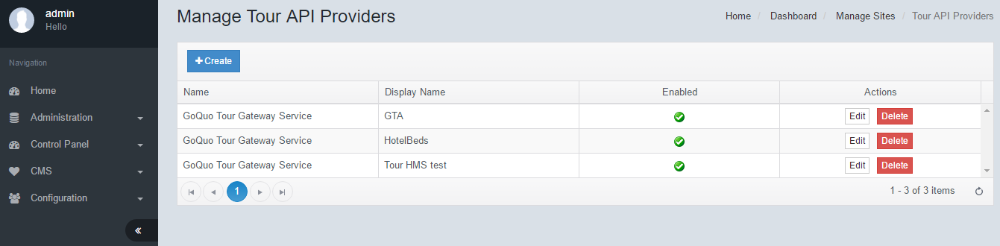 admin
Hello
Navigation
Home
Administration
Control Panel
CMS
Configuration
Manage Tour API Providers
Home / Dashboard / Manage Sites / Tour API Providers
Create
Name Display Name Enabled Actions
GoQuo Tour Gateway Service GTA Edit Delete
GoQuo Tour Gateway Service HotelBeds Edit Delete
GoQuo Tour Gateway Service Tour HMS test Edit Delete
1 1 - 3 of 3 items